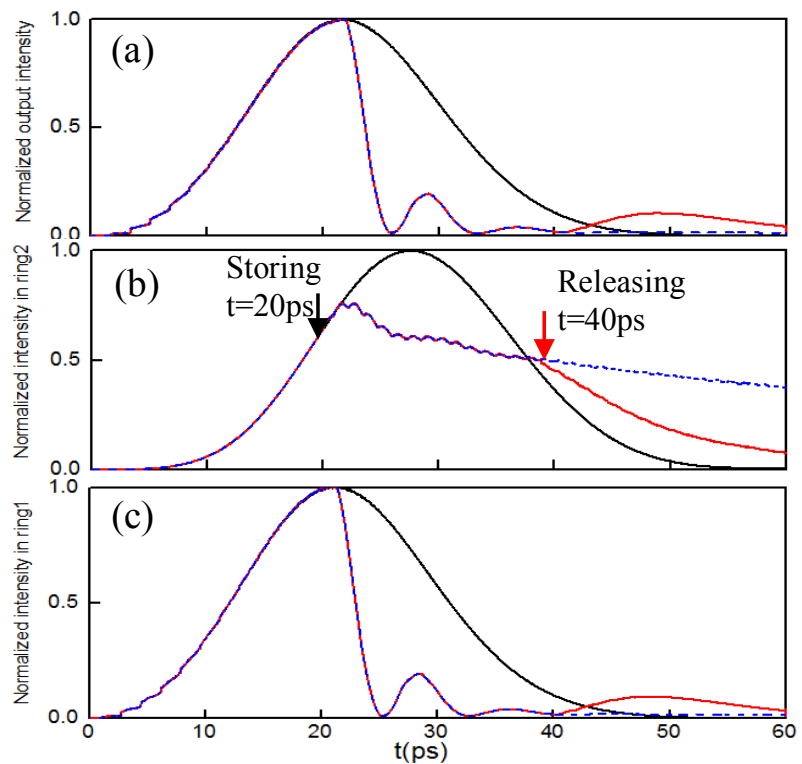 Normalized output intensity
1.0
0.5
0.0
(a)
Normalized intensity in ring2
1.0
0.5
0.0
(b)
Storing
t=20ps
Releasing
t=40ps
Normalized intensity in ring1
1.0
0.5
0.0
(c)
0
10
20
30
40
50
60
t(ps)